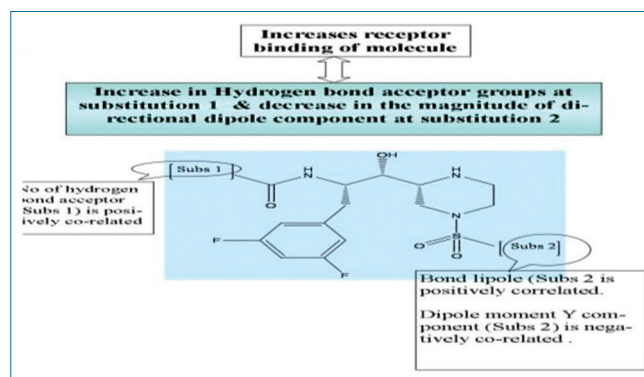 Increases receptor
binding of molecule
Increase in Hydrogen bond acceptor groups at
substitution 1 & decrease in the magnitude of di-
rectional dipole component at substitution 2
[Subs 1]
H
N
OH
H
N
O
N
O
S
O
[Subs 2]
F
F
No of hydrogen
bond acceptor
(Subs 1) is posi-
ively co-related
Bond lipole (Subs 2 is
positively correlated.
Dipole moment Y com-
ponent (Subs 2) is nega-
tively co-related .